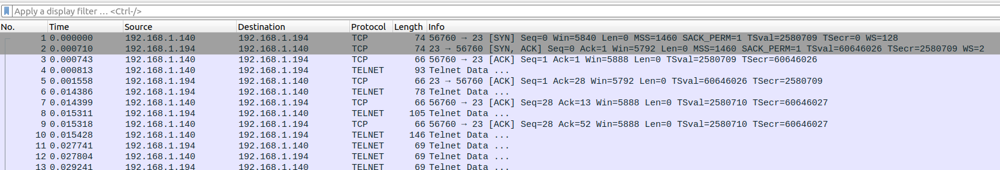 Apply a display filter … <Ctrl-/>
No. Time Source Destination Protocol Length Info
1 0.000000 192.168.1.140 192.168.1.194 TCP 74 56760 → 23 [SYN] Seq=0 Win=5840 Len=0 MSS=1460 SACK_PERM=1 TSval=2580709 TSecr=0 WS=128
2 0.000710 192.168.1.194 192.168.1.140 TCP 74 23 → 56760 [SYN, ACK] Seq=0 Ack=1 Win=5792 Len=0 MSS=1460 SACK_PERM=1 TSval=60646026 TSecr=2580709 WS=2
3 0.000743 192.168.1.140 192.168.1.194 TCP 66 56760 → 23 [ACK] Seq=1 Ack=1 Win=5888 Len=0 TSval=2580709 TSecr=60646026
4 0.000813 192.168.1.140 192.168.1.194 TELNET 93 Telnet Data ...
5 0.001558 192.168.1.194 192.168.1.140 TCP 66 23 → 56760 [ACK] Seq=1 Ack=28 Win=5792 Len=0 TSval=60646026 TSecr=2580709
6 0.014386 192.168.1.194 192.168.1.140 TELNET 78 Telnet Data ...
7 0.014399 192.168.1.140 192.168.1.194 TCP 66 56760 → 23 [ACK] Seq=28 Ack=13 Win=5888 Len=0 TSval=2580710 TSecr=60646027
8 0.015311 192.168.1.194 192.168.1.140 TELNET 105 Telnet Data ...
9 0.015318 192.168.1.140 192.168.1.194 TCP 66 56760 → 23 [ACK] Seq=28 Ack=52 Win=5888 Len=0 TSval=2580710 TSecr=60646027
10 0.015428 192.168.1.140 192.168.1.194 TELNET 146 Telnet Data ...
11 0.027741 192.168.1.194 192.168.1.140 TELNET 69 Telnet Data ...
12 0.027804 192.168.1.140 192.168.1.194 TELNET 69 Telnet Data ...
13 0.029241 192.168.1.194 192.168.1.140 TELNET 69 Telnet Data ...